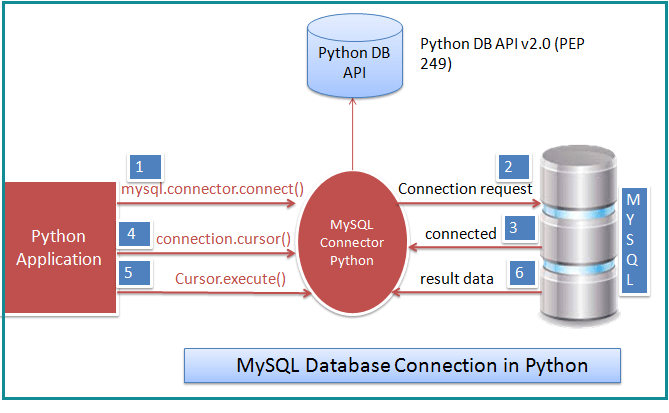 Python DB
API
Python DB API v2.0 (PEP
249)
1
mysql.connector.connect()
2
Connection request
Python
Application
4
connection.cursor()
MySQL
Connector
Python
3
connected
5
Cursor.execute()
6
result data
M
Y
S
Q
L
MySQL Database Connection in Python